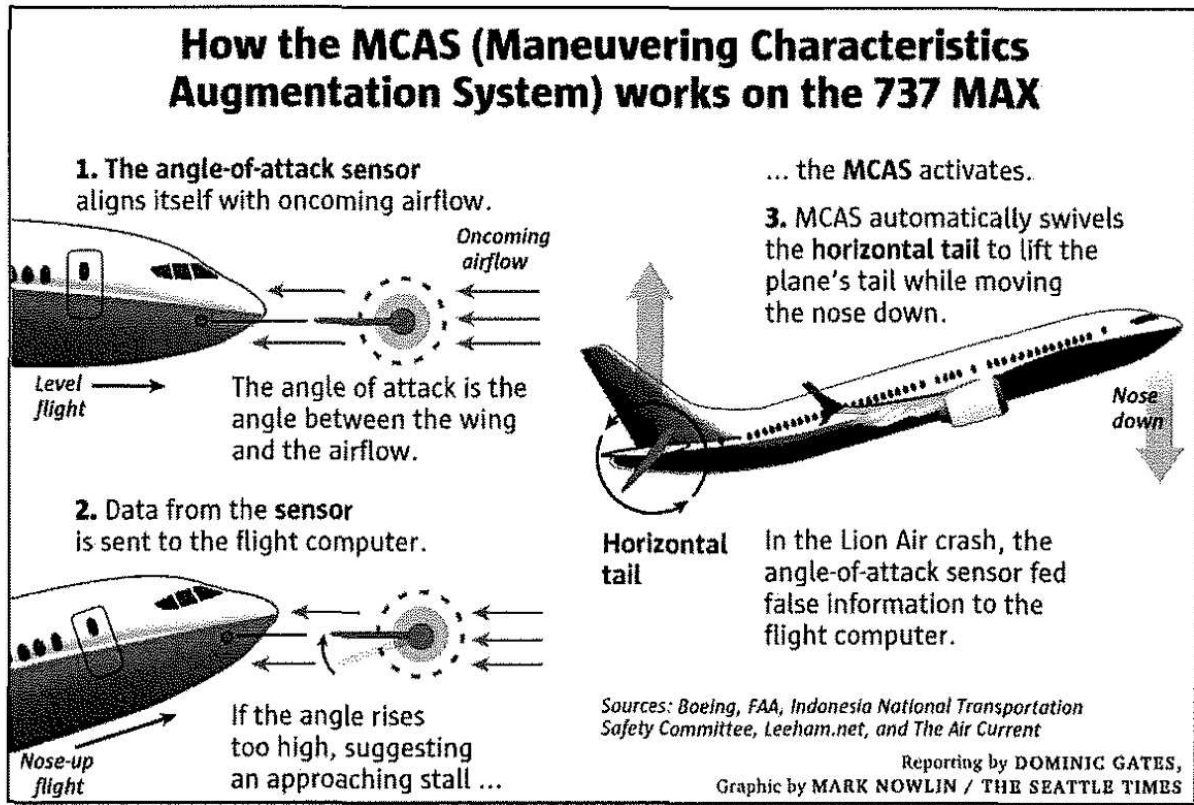 How the MCAS (Maneuvering Characteristics
Augmentation System) works on the 737 MAX
1. The angle-of-attack sensor
aligns itself with oncoming airflow.
Oncoming
airflow
Level
flight
The angle of attack is the
angle between the wing
and the airflow.
2. Data from the sensor
is sent to the flight computer.
Nose-up
flight
If the angle rises
too high, suggesting
an approaching stall ...
... the MCAS activates.
3. MCAS automatically swivels
the horizontal tail to lift the
plane's tail while moving
the nose down.
Nose
down
Horizontal
tail
In the Lion Air crash, the
angle-of-attack sensor fed
false information to the
flight computer.
Sources: Boeing, FAA, Indonesia National Transportation
Safety Committee, Leeham.net, and The Air Current
Reporting by DOMINIC GATES,
Graphic by MARK NOWLIN / THE SEATTLE TIMES